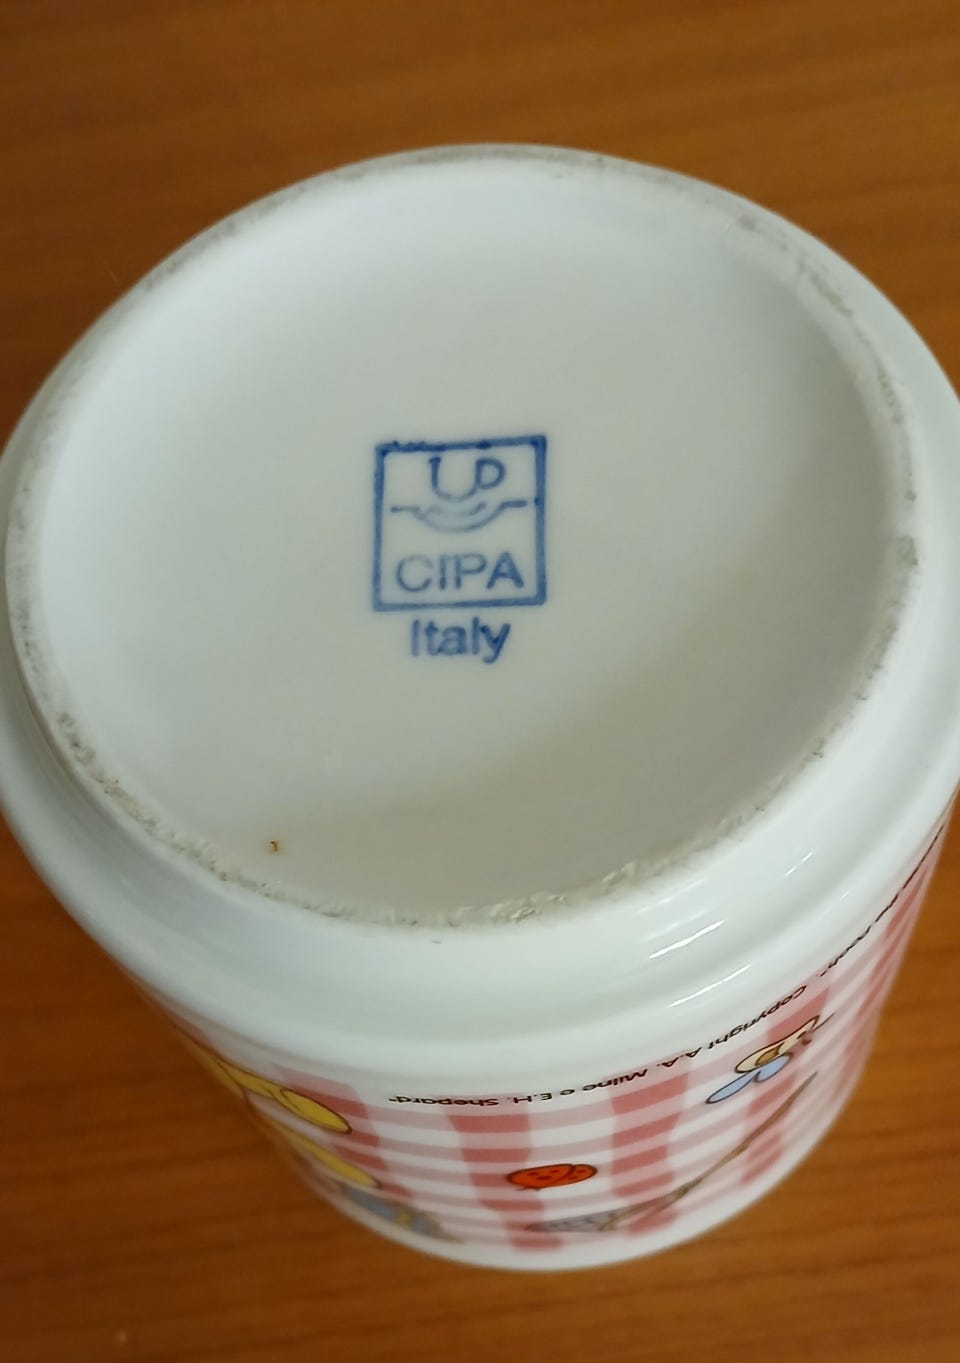 CIPA
Italy
Copyright A.A. Milne e E.H. Shepard"